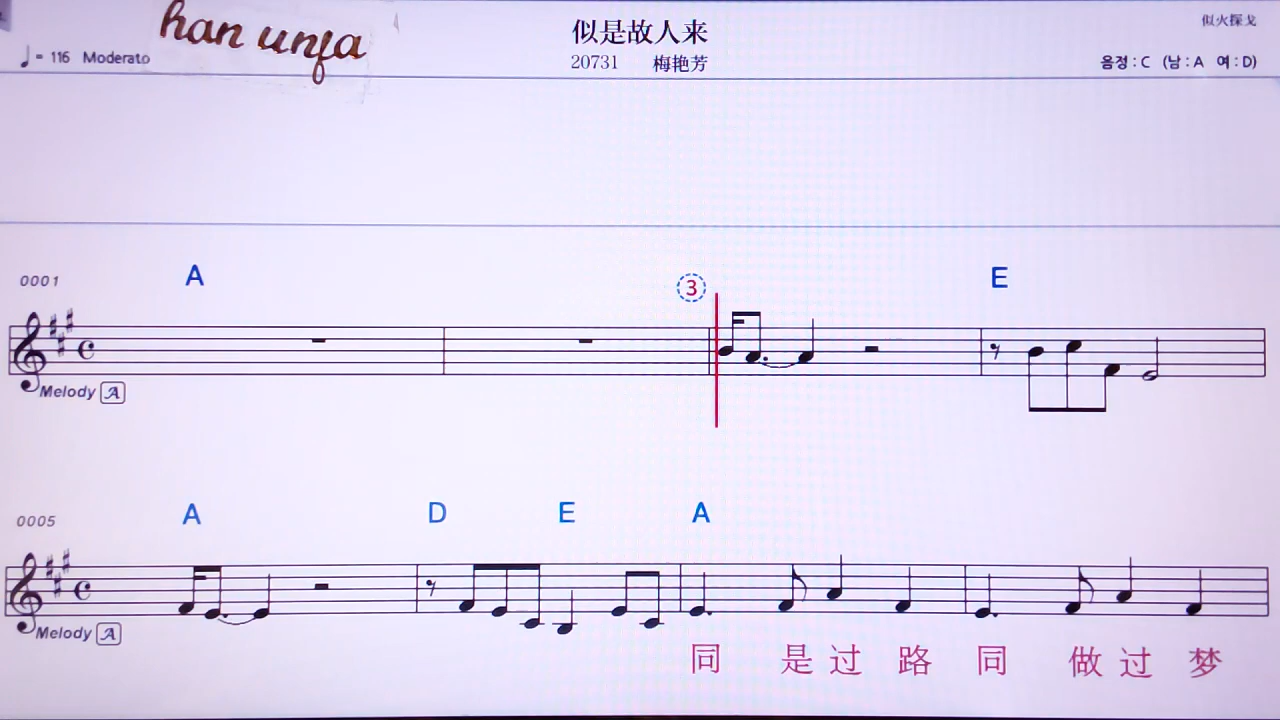 han unja
似是故人来
似火探戈
♩= 116 Moderato
20731 梅艳芳
음정 : C (남 : A 여 : D)
0001 A ③ E
Melody A
0005 A D E A
Melody A
同 是 过 路 同 做 过 梦